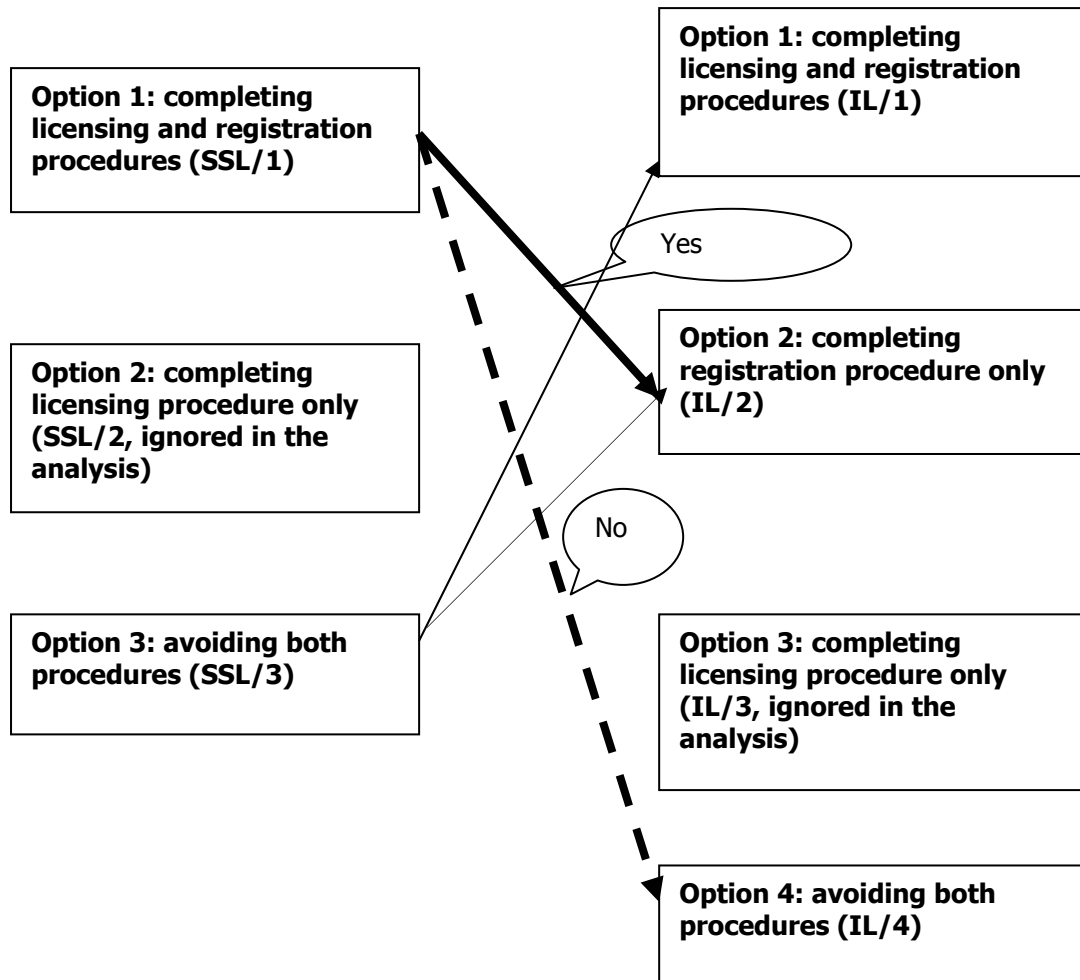 Option 1: completing
licensing and registration
procedures (SSL/1)
Option 2: completing
licensing procedure only
(SSL/2, ignored in the
analysis)
Option 3: avoiding both
procedures (SSL/3)
Option 1: completing
licensing and registration
procedures (IL/1)
Yes
Option 2: completing
registration procedure only
(IL/2)
No
Option 3: completing
licensing procedure only
(IL/3, ignored in the
analysis)
Option 4: avoiding both
procedures (IL/4)